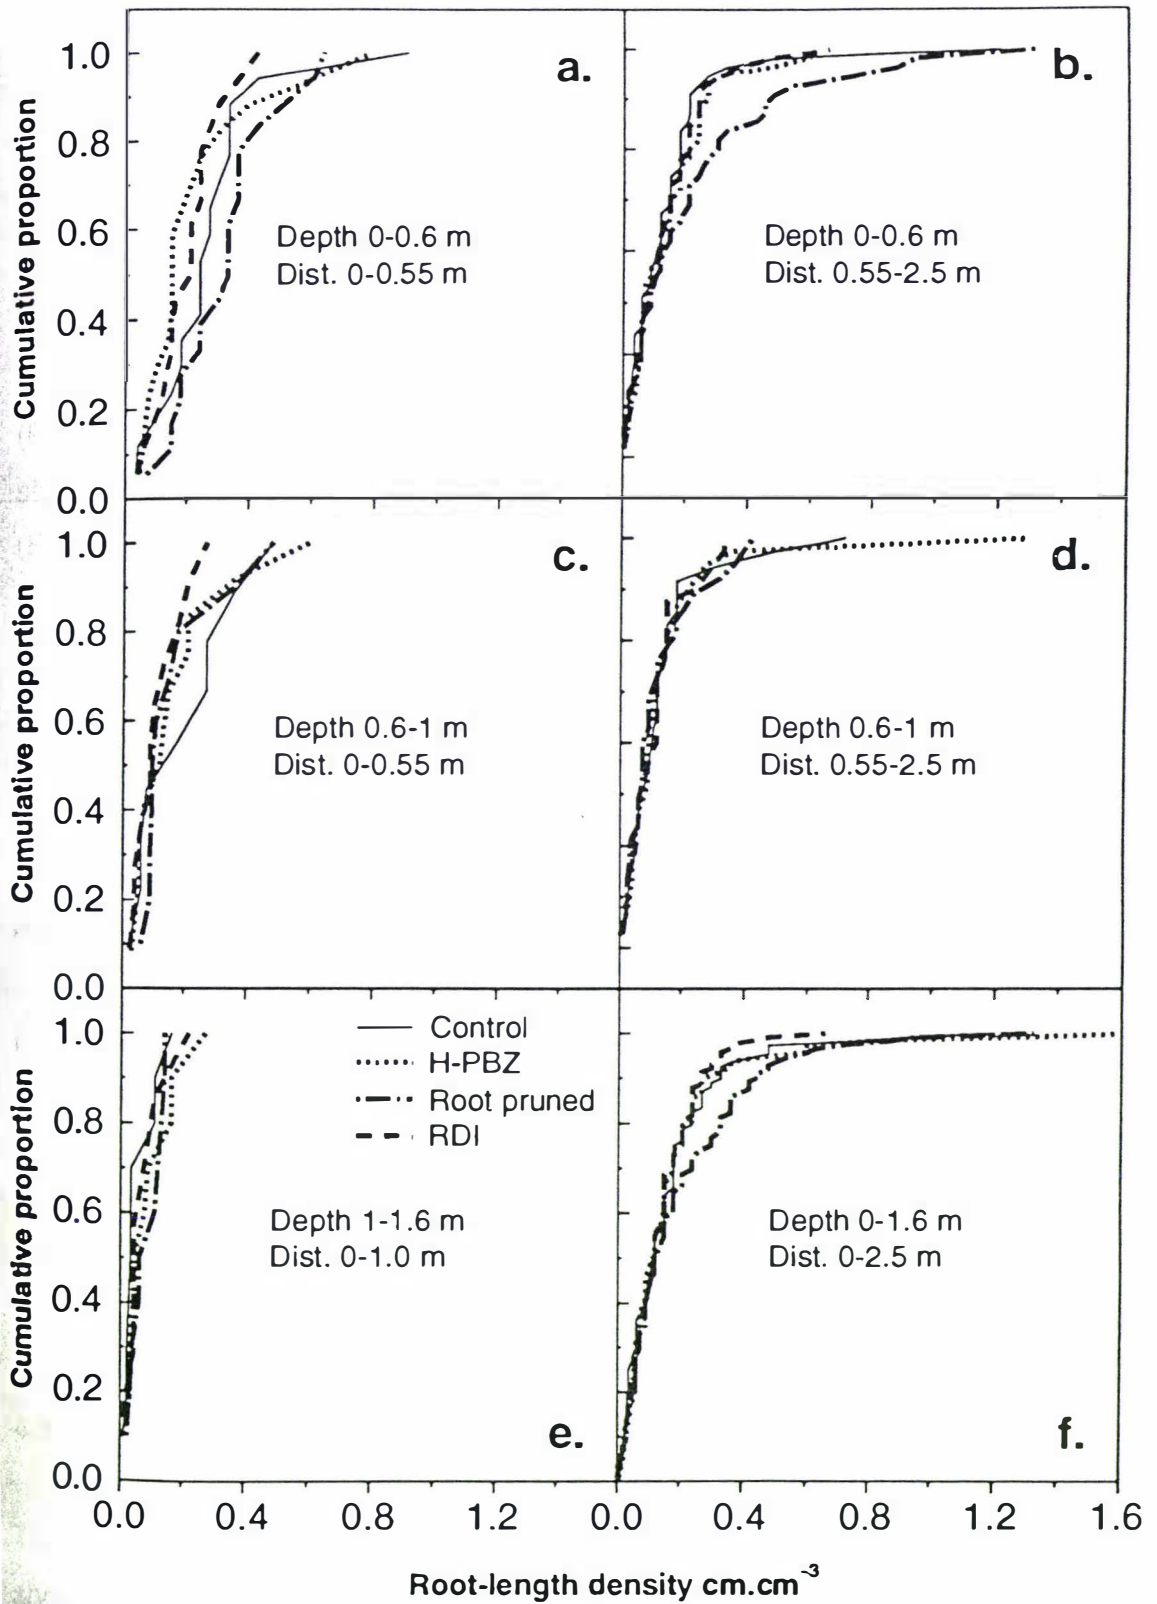 Cumulative proportion
1.0
0.8
0.6
0.4
0.2
0.0
a.
Depth 0-0.6 m
Dist. 0-0.55 m
b.
Depth 0-0.6 m
Dist. 0.55-2.5 m
Cumulative proportion
1.0
0.8
0.6
0.4
0.2
0.0
c.
Depth 0.6-1 m
Dist. 0-0.55 m
d.
Depth 0.6-1 m
Dist. 0.55-2.5 m
Cumulative proportion
1.0
0.8
0.6
0.4
0.2
0.0
Control
H-PBZ
Root pruned
RDI
Depth 1-1.6 m
Dist. 0-1.0 m
e.
Depth 0-1.6 m
Dist. 0-2.5 m
f.
0.0 0.4 0.8 1.2 0.0 0.4 0.8 1.2 1.6
Root-length density cm.cm⁻³